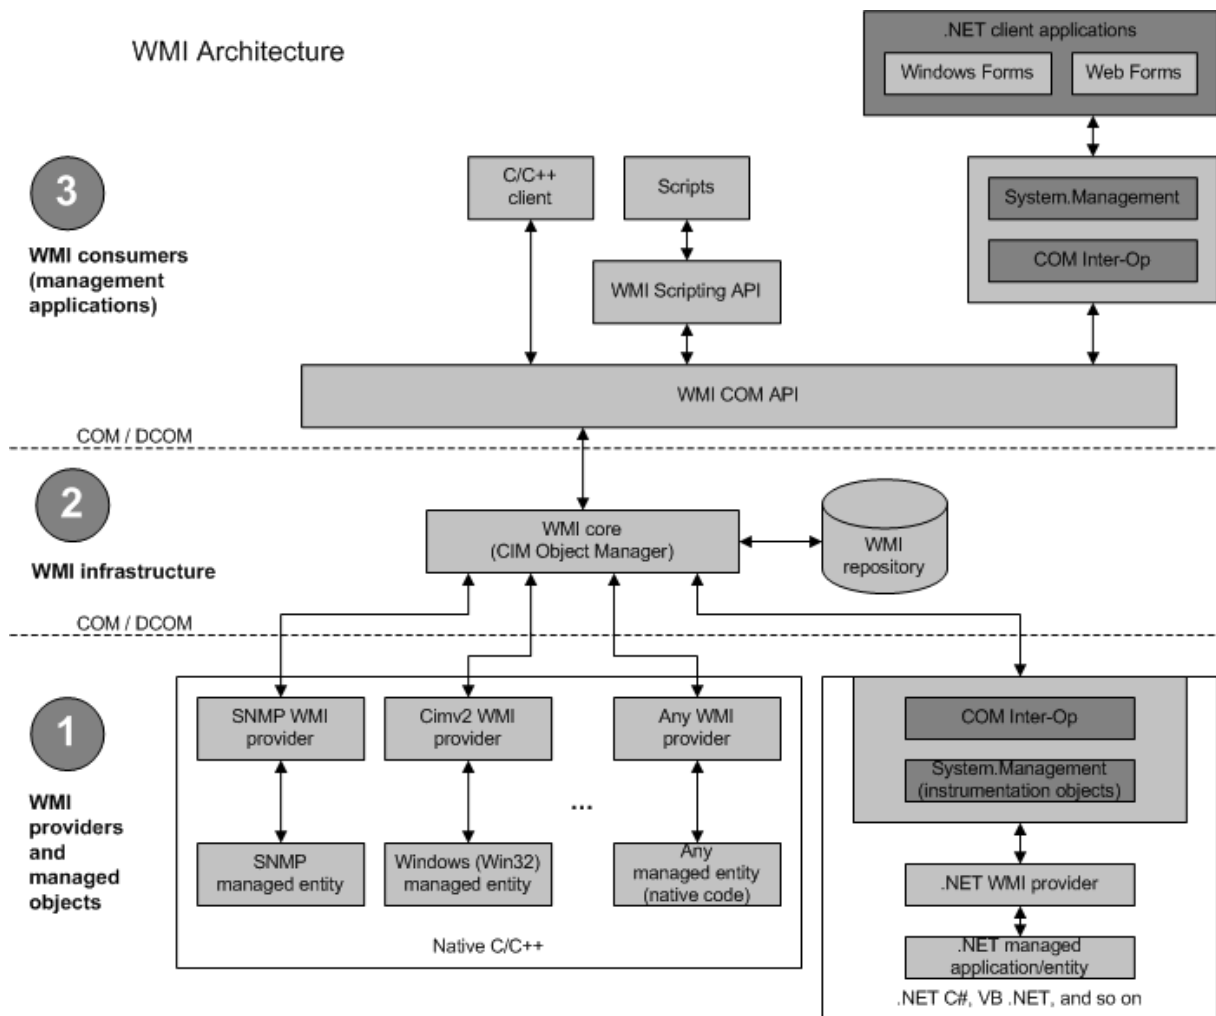 WMI Architecture
.NET client applications
Windows Forms
Web Forms
3
WMI consumers
(management
applications)
C/C++
client
Scripts
WMI Scripting API
System.Management
COM Inter-Op
WMI COM API
COM / DCOM
2
WMI infrastructure
WMI core
(CIM Object Manager)
WMI
repository
COM / DCOM
1
WMI
providers
and
managed
objects
SNMP WMI
provider
Cimv2 WMI
provider
Any WMI
provider
...
SNMP
managed entity
Windows (Win32)
managed entity
Any
managed entity
(native code)
Native C/C++
COM Inter-Op
System.Management
(instrumentation objects)
.NET WMI provider
.NET managed
application/entity
.NET C#, VB .NET, and so on